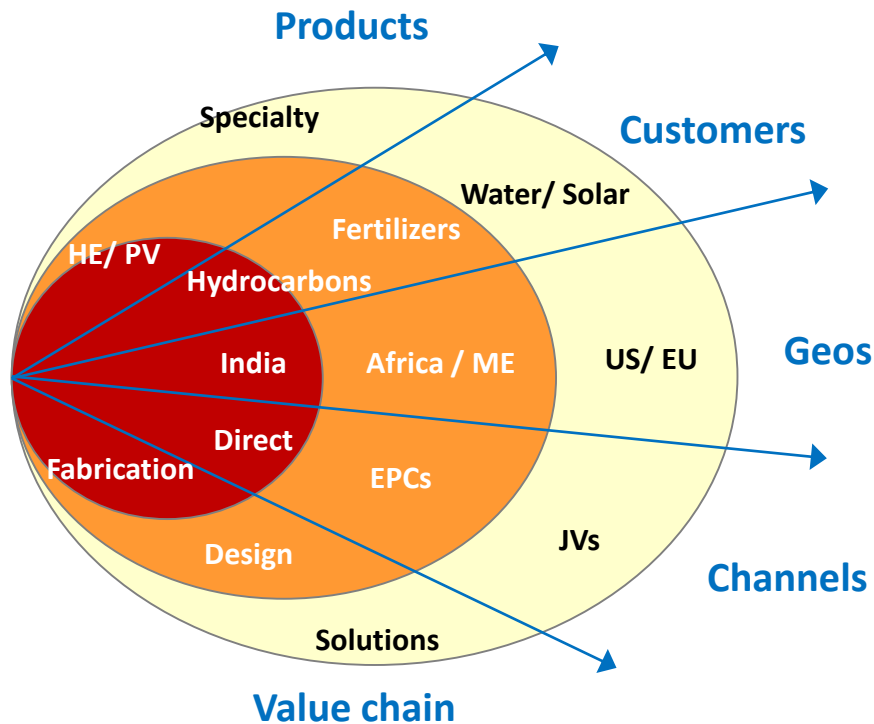 Products
Specialty
Customers
Water/ Solar
Fertilizers
HE/ PV
Hydrocarbons
India
Africa / ME
US/ EU
Geos
Direct
Fabrication
EPCs
Design
JVs
Channels
Solutions
Value chain